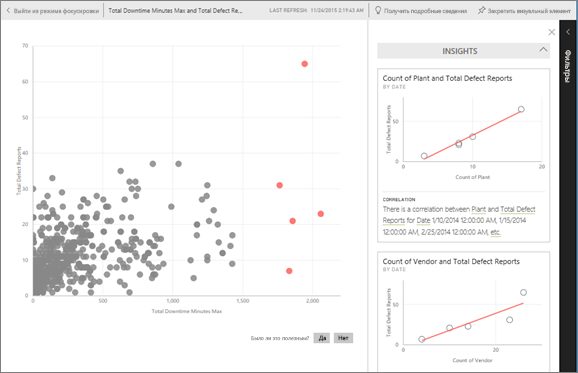 Выйти из режима фокусировки
Total Downtime Minutes Max and Total Defect Re...
LAST REFRESH: 11/24/2015 2:19:43 AM
Получить подробные сведения
Закрепить визуальный элемент
Total Defect Reports
70
60
50
40
30
20
10
0
0
500
1,000
1,500
2,000
Total Downtime Minutes Max
Было ли это полезным?
Да
Нет
INSIGHTS
Count of Plant and Total Defect Reports
BY DATE
Total Defect Reports
50
0
0
10
20
Count of Plant
CORRELATION
There is a correlation between Plant and Total Defect
Reports for Date 1/10/2014 12:00:00 AM, 1/15/2014
12:00:00 AM, 2/25/2014 12:00:00 AM, etc.
Count of Vendor and Total Defect Reports
BY DATE
Total Defect Reports
50
0
0
20
Count of Vendor
Фильтры